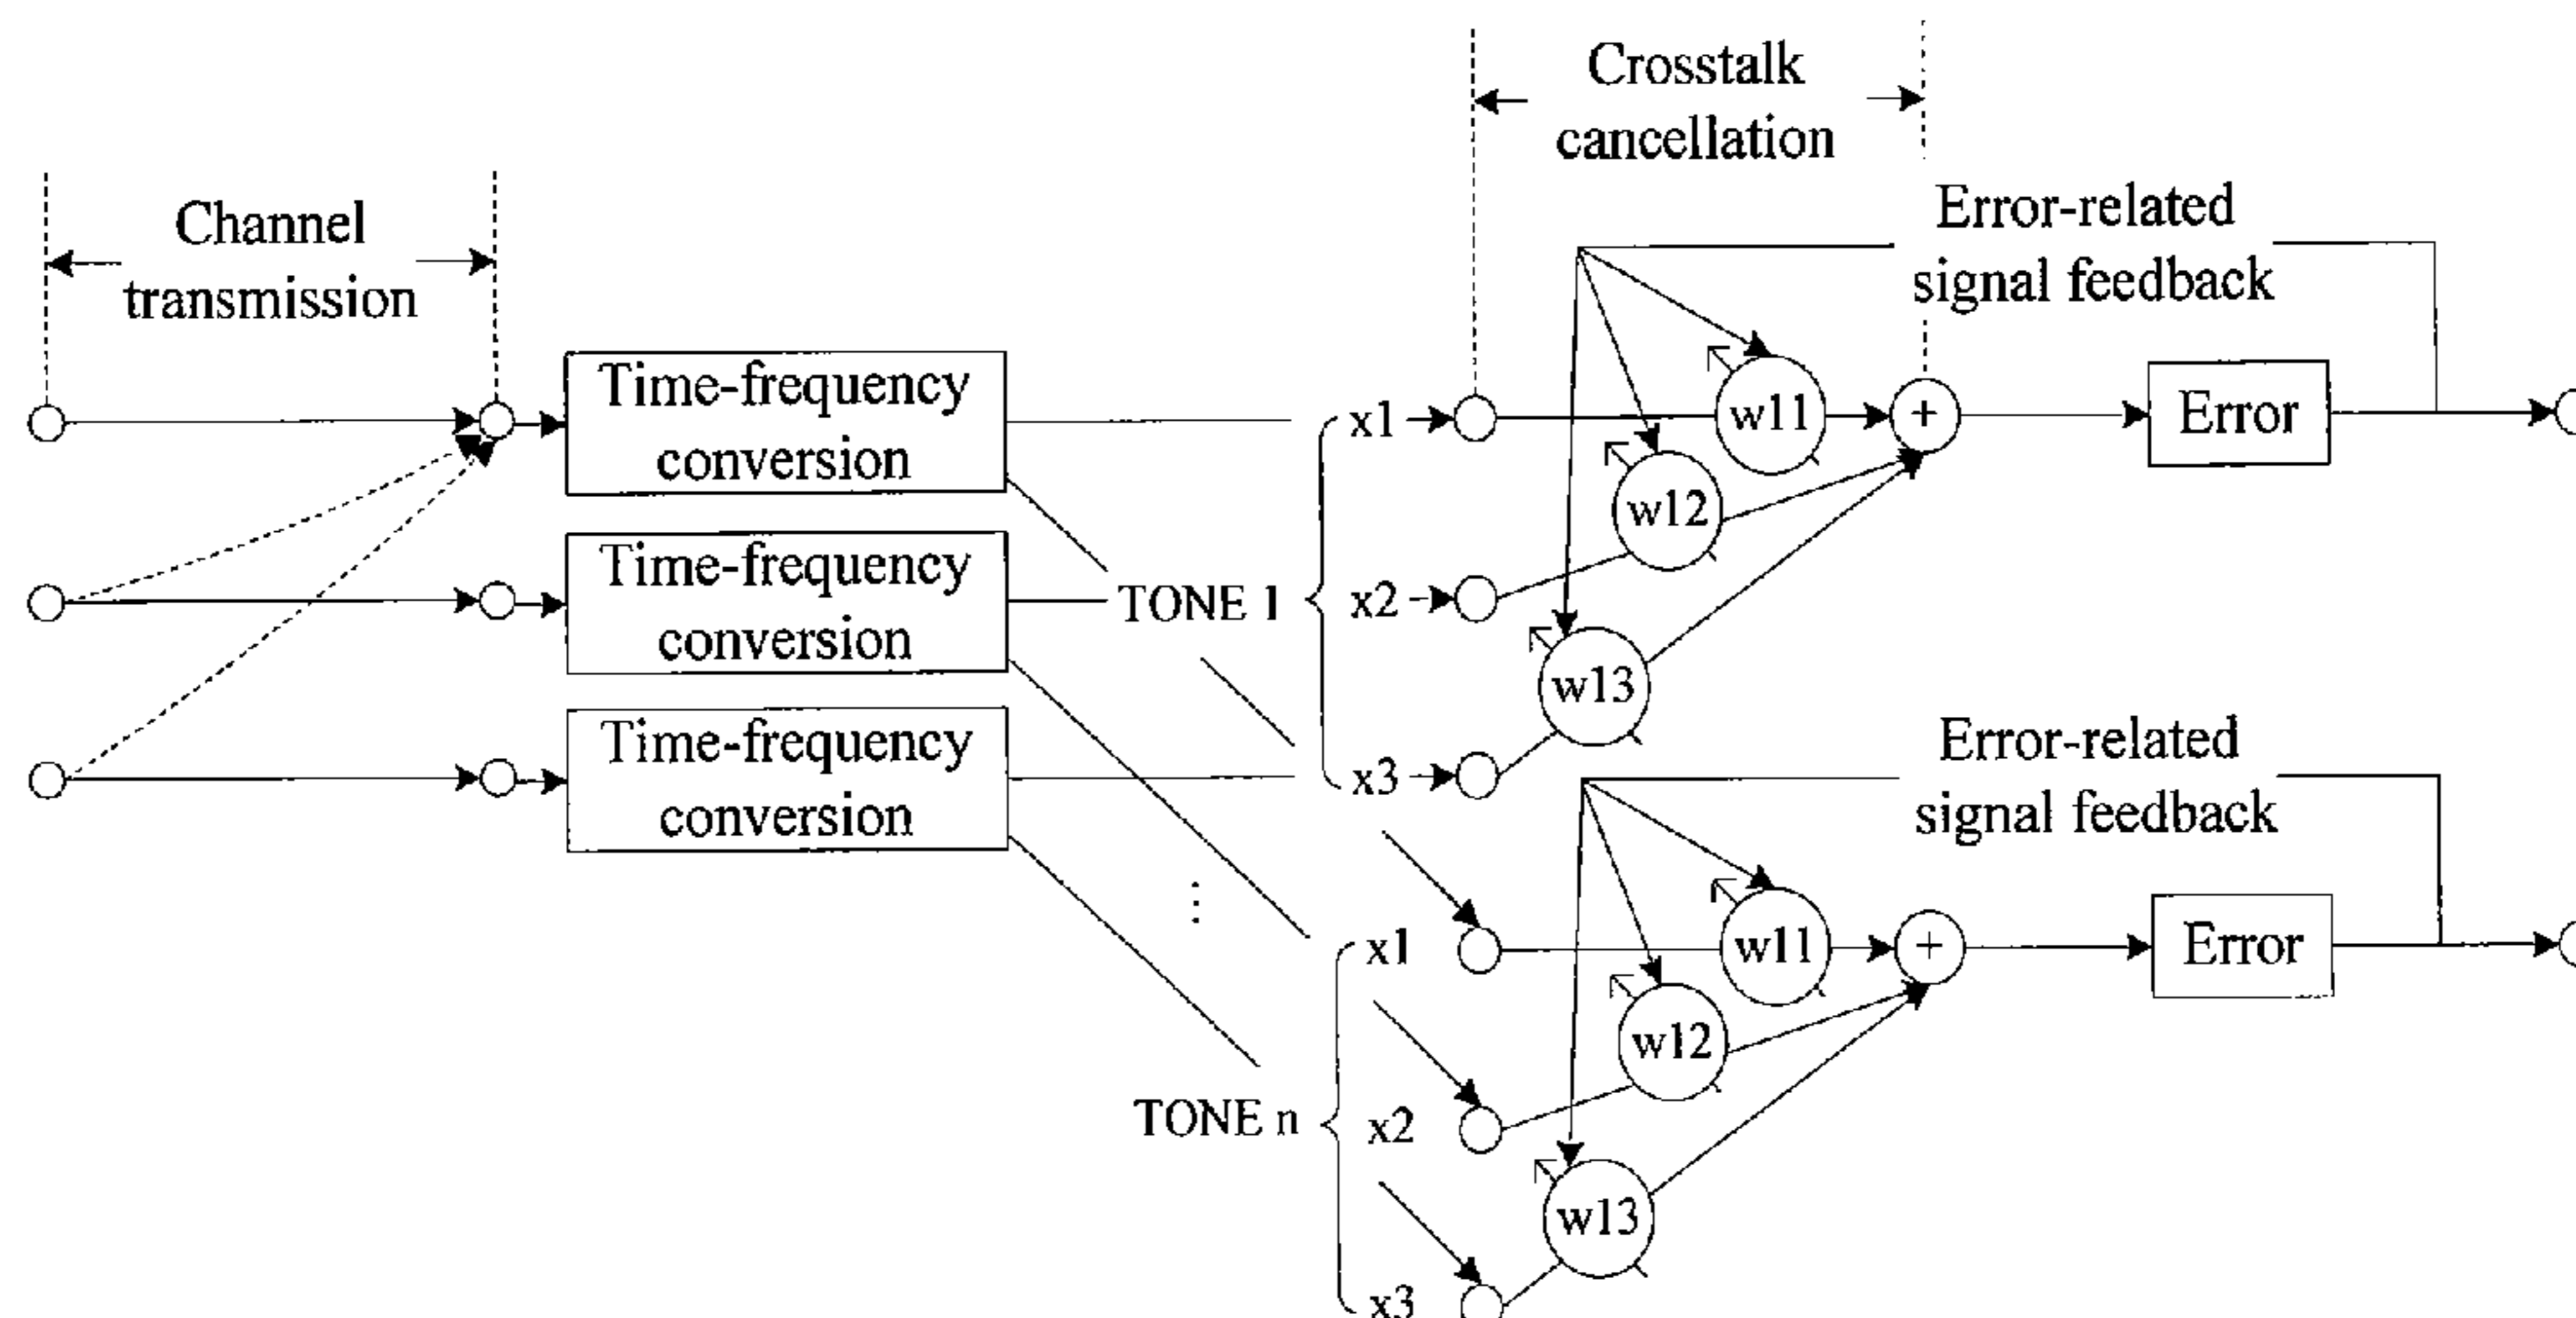 Crosstalk
cancellation
Channel
transmission
Error-related
signal feedback
Time-frequency
conversion
Time-frequency
conversion
Time-frequency
conversion
TONE 1
x1
x2
x3
w11
w12
w13
+
Error
Error-related
signal feedback
⋮
TONE n
x1
x2
x3
w11
w12
w13
+
Error